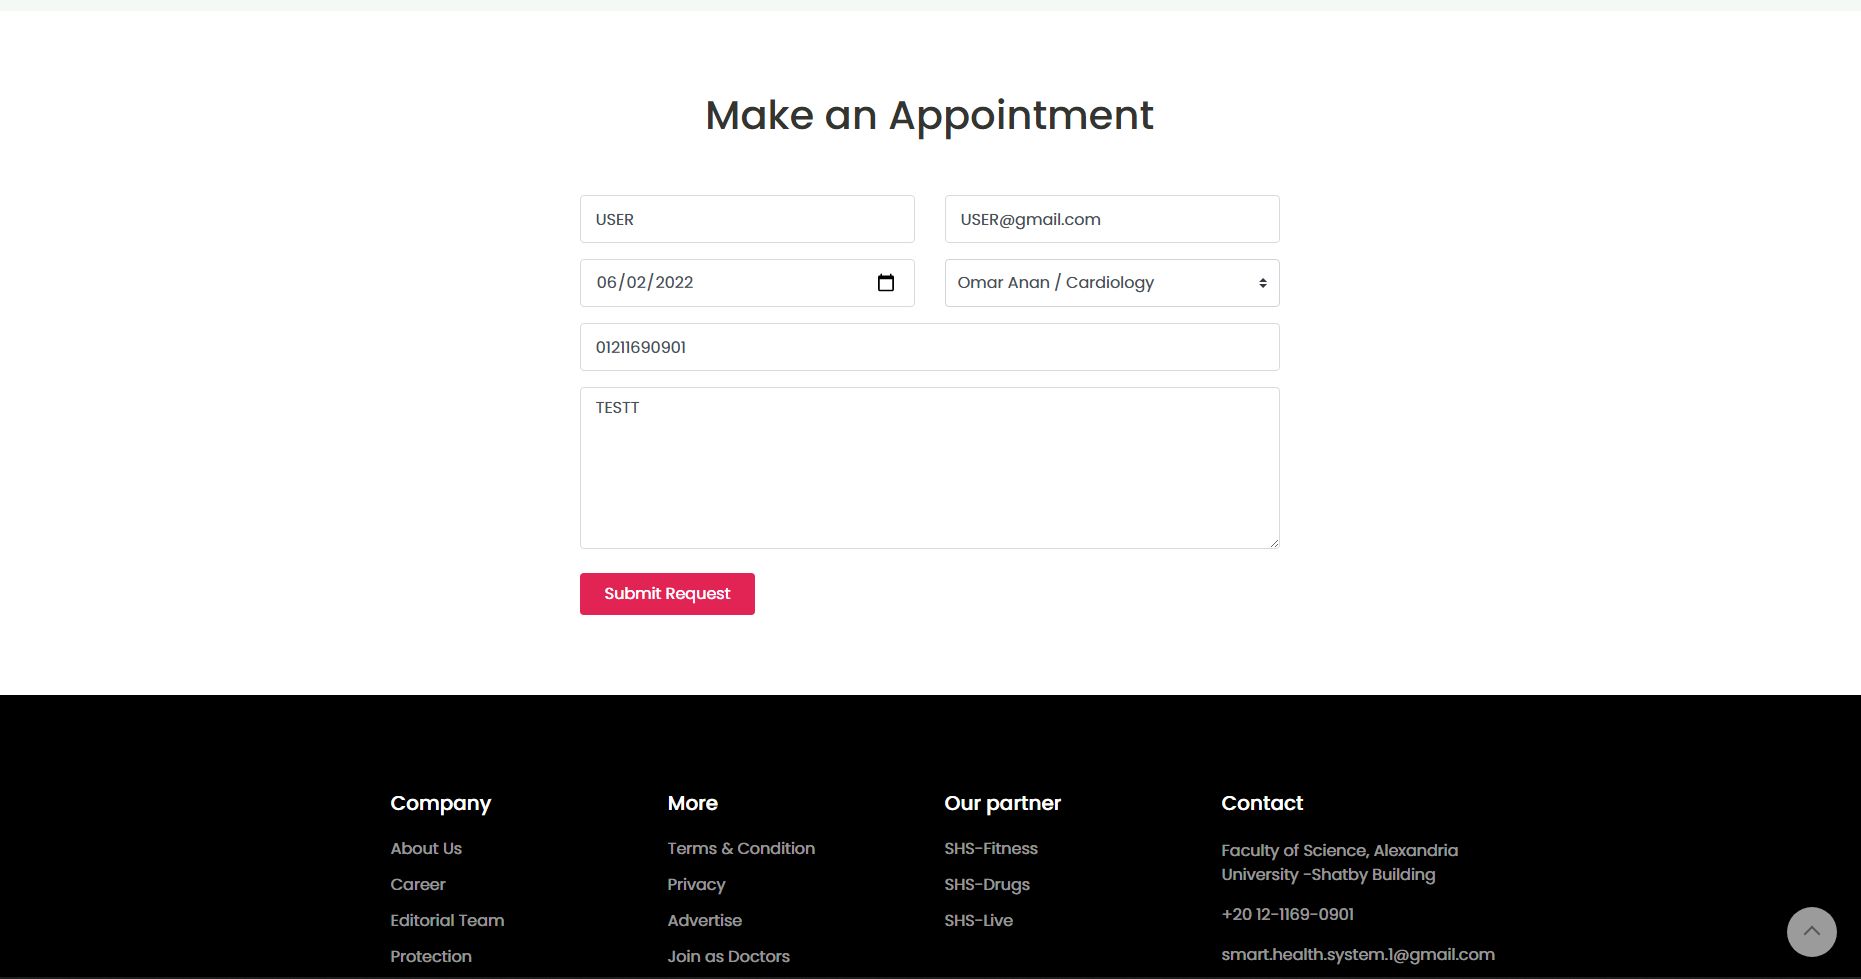 Make an Appointment
USER
USER@gmail.com
06/02/2022
Omar Anan / Cardiology
01211690901
TESTT
Submit Request
Company
About Us
Career
Editorial Team
Protection
More
Terms & Condition
Privacy
Advertise
Join as Doctors
Our partner
SHS-Fitness
SHS-Drugs
SHS-Live
Contact
Faculty of Science, Alexandria
University -Shatby Building
+20 12-1169-0901
smart.health.system.1@gmail.com